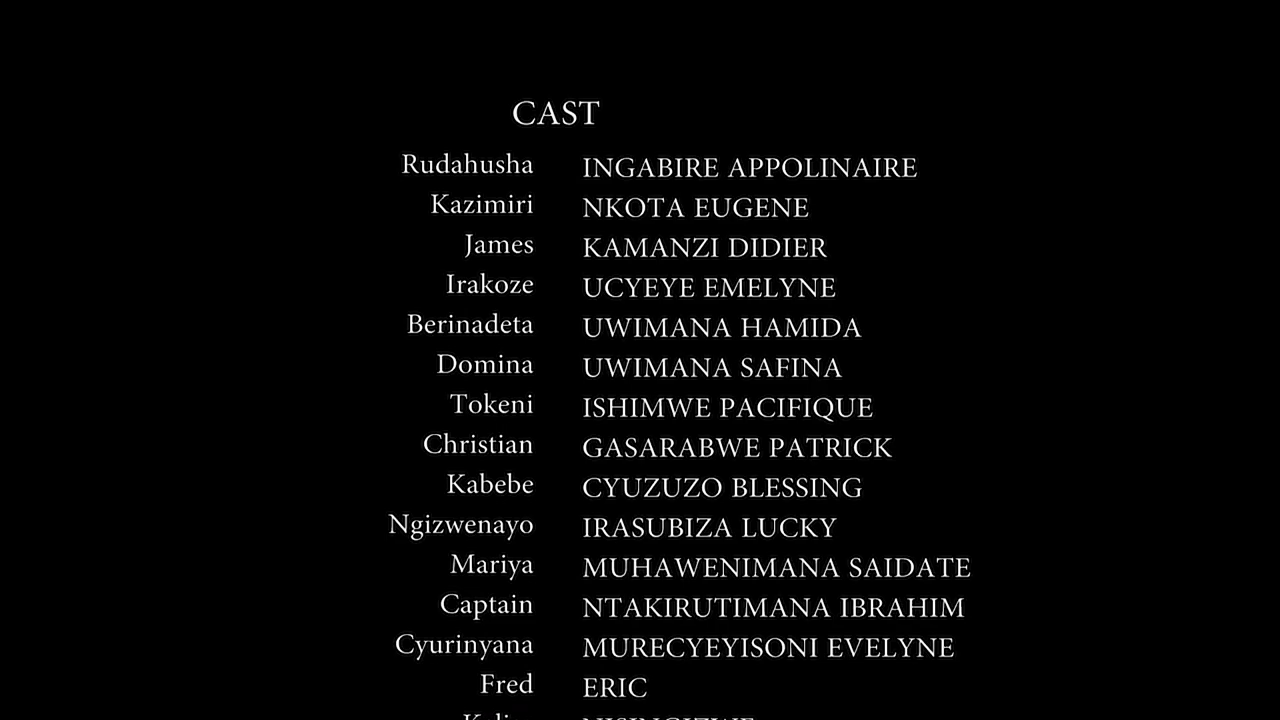 CAST
Rudahusha INGABIRE APPOLINAIRE
Kazimiri NKOTA EUGENE
James KAMANZI DIDIER
Irakoze UCYEYE EMELYNE
Berinadeta UWIMANA HAMIDA
Domina UWIMANA SAFINA
Tokeni ISHIMWE PACIFIQUE
Christian GASARABWE PATRICK
Kabebe CYUZUZO BLESSING
Ngizwenayo IRASUBIZA LUCKY
Mariya MUHAWENIMANA SAIDATE
Captain NTAKIRUTIMANA IBRAHIM
Cyurinyana MURECYEYISONI EVELYNE
Fred ERIC